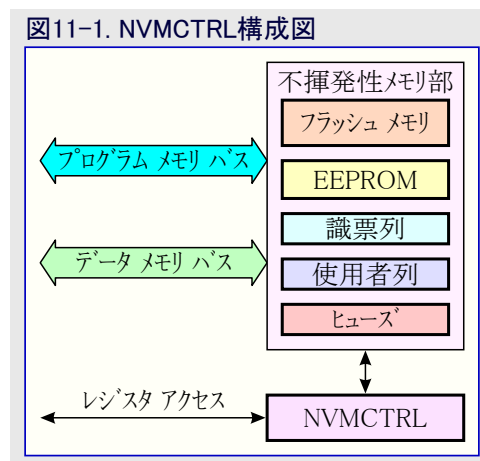 図11-1. NVMCTRL構成図
不揮発性メモリ部
フラッシュ メモリ
プログラム メモリ バス
EEPROM
識票列
データ メモリ バス
使用者列
ヒューズ
レジスタ アクセス
NVMCTRL